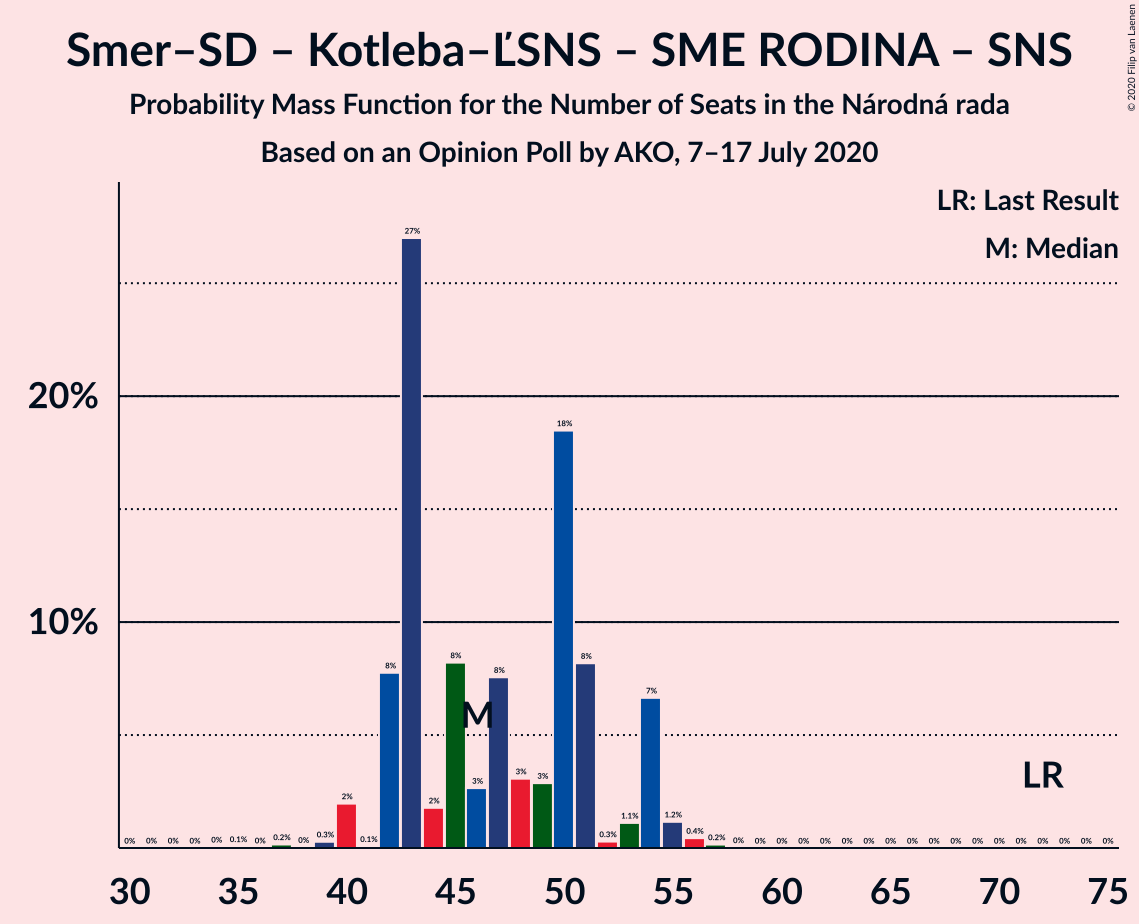 © 2020 Filip van Laenen
Smer–SD – Kotleba–ĽSNS – SME RODINA – SNS
Probability Mass Function for the Number of Seats in the Národná rada
Based on an Opinion Poll by AKO, 7–17 July 2020
LR: Last Result
M: Median
20%
10%
0% 0% 0% 0% 0% 0.1% 0% 0.2% 0% 0.3% 2% 0.1% 8% 27% 2% 8% 3% 8% 3% 3% 18% 8% 0.3% 1.1% 7% 1.2% 0.4% 0.2% 0% 0% 0% 0% 0% 0% 0% 0% 0% 0% 0% 0% 0% 0% 0% 0% 0% 0%
M
LR
30 35 40 45 50 55 60 65 70 75